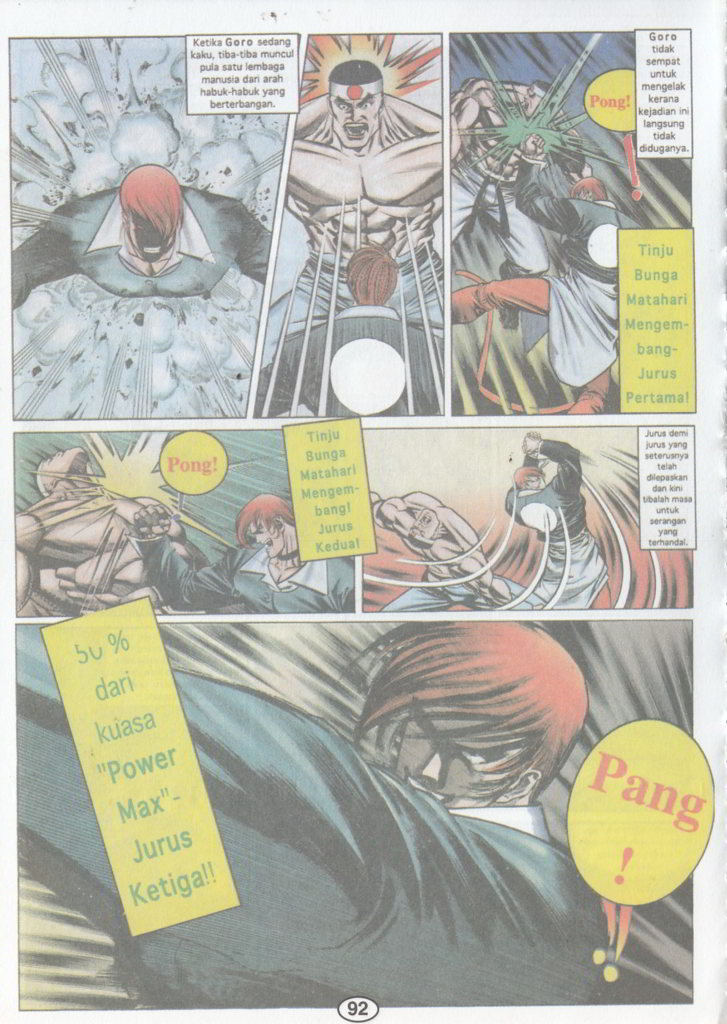 Ketika Goro sedang
kaku, tiba-tiba muncul
pula satu lembaga
manusia dari arah
habuk-habuk yang
berterbangan.
Goro
tidak
sempat
untuk
mengelak
kerana
kejadian ini
langsung
tidak
diduganya.
Pong!
!
Tinju
Bunga
Matahari
Mengem-
bang-
Jurus
Pertama!
Pong!
Tinju
Bunga
Matahari
Mengem-
bang!
Jurus
Kedua!
Jurus demi
jurus yang
seterusnya
telah
dilepaskan
dan kini
tibalah masa
untuk
serangan
yang
terhandal.
50 %
dari
kuasa
"Power
Max"-
Jurus
Ketiga!!
Pang
!
92